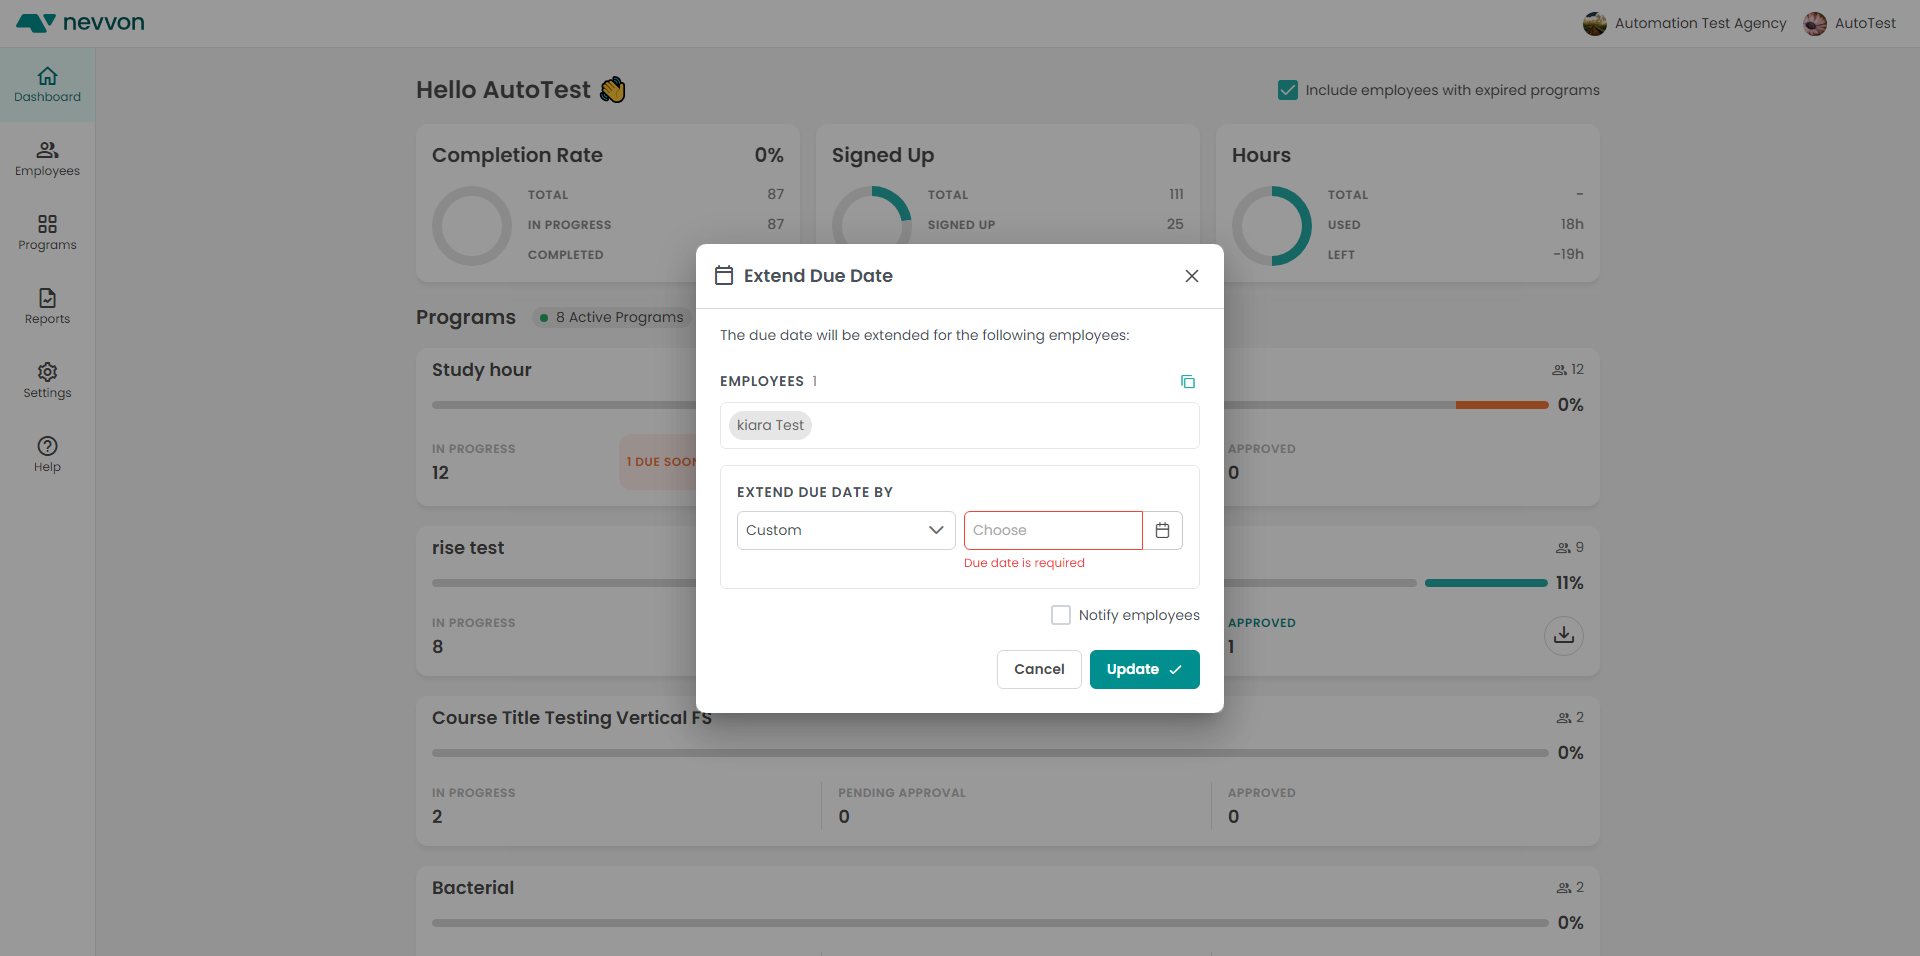 nevvon
Automation Test Agency
AutoTest
Dashboard
Employees
Programs
Reports
Settings
Help
Hello AutoTest 👋
Include employees with expired programs
Completion Rate 0%
TOTAL 87
IN PROGRESS 87
COMPLETED
Signed Up
TOTAL 111
SIGNED UP 25
Hours
TOTAL -
USED 18h
LEFT -19h
Programs
8 Active Programs
Study hour
12
0%
IN PROGRESS
12
1 DUE SOON
APPROVED
0
rise test
9
11%
IN PROGRESS
8
APPROVED
1
Course Title Testing Vertical FS
2
0%
IN PROGRESS
2
PENDING APPROVAL
0
APPROVED
0
Bacterial
2
0%
Extend Due Date
The due date will be extended for the following employees:
EMPLOYEES 1
kiara Test
EXTEND DUE DATE BY
Custom
Choose
Due date is required
Notify employees
Cancel
Update